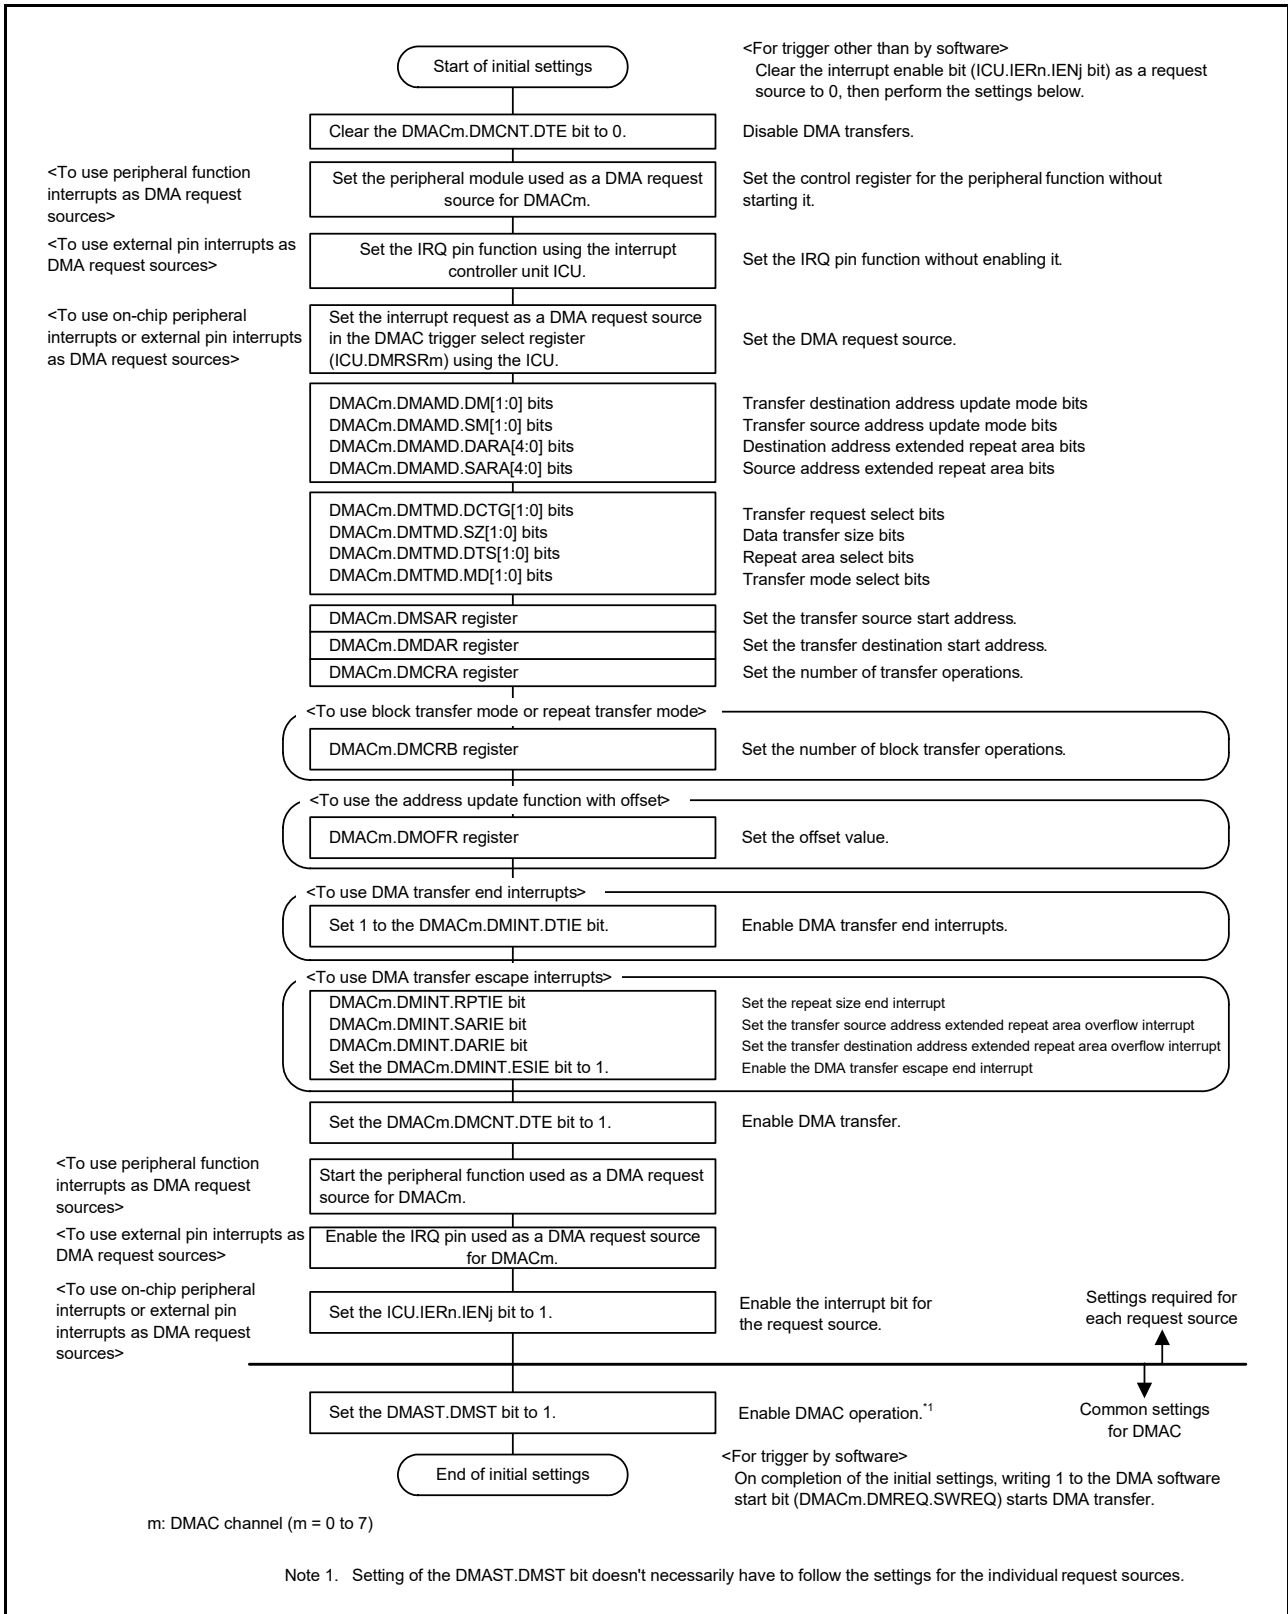 Start of initial settings
<For trigger other than by software>
Clear the interrupt enable bit (ICU.IERn.IENj bit) as a request
source to 0, then perform the settings below.
Clear the DMACm.DMCNT.DTE bit to 0.
Disable DMA transfers.
<To use peripheral function
interrupts as DMA request
sources>
Set the peripheral module used as a DMA request
source for DMACm.
Set the control register for the peripheral function without
starting it.
<To use external pin interrupts as
DMA request sources>
Set the IRQ pin function using the interrupt
controller unit ICU.
Set the IRQ pin function without enabling it.
<To use on-chip peripheral
interrupts or external pin interrupts
as DMA request sources>
Set the interrupt request as a DMA request source
in the DMAC trigger select register
(ICU.DMRSRm) using the ICU.
Set the DMA request source.
DMACm.DMAMD.DM[1:0] bits
Transfer destination address update mode bits
DMACm.DMAMD.SM[1:0] bits
Transfer source address update mode bits
DMACm.DMAMD.DARA[4:0] bits
Destination address extended repeat area bits
DMACm.DMAMD.SARA[4:0] bits
Source address extended repeat area bits
DMACm.DMTMD.DCTG[1:0] bits
Transfer request select bits
DMACm.DMTMD.SZ[1:0] bits
Data transfer size bits
DMACm.DMTMD.DTS[1:0] bits
Repeat area select bits
DMACm.DMTMD.MD[1:0] bits
Transfer mode select bits
DMACm.DMSAR register
Set the transfer source start address.
DMACm.DMDAR register
Set the transfer destination start address.
DMACm.DMCRA register
Set the number of transfer operations.
<To use block transfer mode or repeat transfer mode>
DMACm.DMCRB register
Set the number of block transfer operations.
<To use the address update function with offset>
DMACm.DMOFR register
Set the offset value.
<To use DMA transfer end interrupts>
Set 1 to the DMACm.DMINT.DTIE bit.
Enable DMA transfer end interrupts.
<To use DMA transfer escape interrupts>
DMACm.DMINT.RPTIE bit
Set the repeat size end interrupt
DMACm.DMINT.SARIE bit
Set the transfer source address extended repeat area overflow interrupt
DMACm.DMINT.DARIE bit
Set the transfer destination address extended repeat area overflow interrupt
Set the DMACm.DMINT.ESIE bit to 1.
Enable the DMA transfer escape end interrupt
Set the DMACm.DMCNT.DTE bit to 1.
Enable DMA transfer.
<To use peripheral function
interrupts as DMA request
sources>
Start the peripheral function used as a DMA request
source for DMACm.
<To use external pin interrupts as
DMA request sources>
Enable the IRQ pin used as a DMA request source
for DMACm.
<To use on-chip peripheral
interrupts or external pin
interrupts as DMA request
sources>
Set the ICU.IERn.IENj bit to 1.
Enable the interrupt bit for
the request source.
Settings required for
each request source
Set the DMAST.DMST bit to 1.
Enable DMAC operation.*1
Common settings
for DMAC
End of initial settings
<For trigger by software>
On completion of the initial settings, writing 1 to the DMA software
start bit (DMACm.DMREQ.SWREQ) starts DMA transfer.
m: DMAC channel (m = 0 to 7)
Note 1. Setting of the DMAST.DMST bit doesn't necessarily have to follow the settings for the individual request sources.